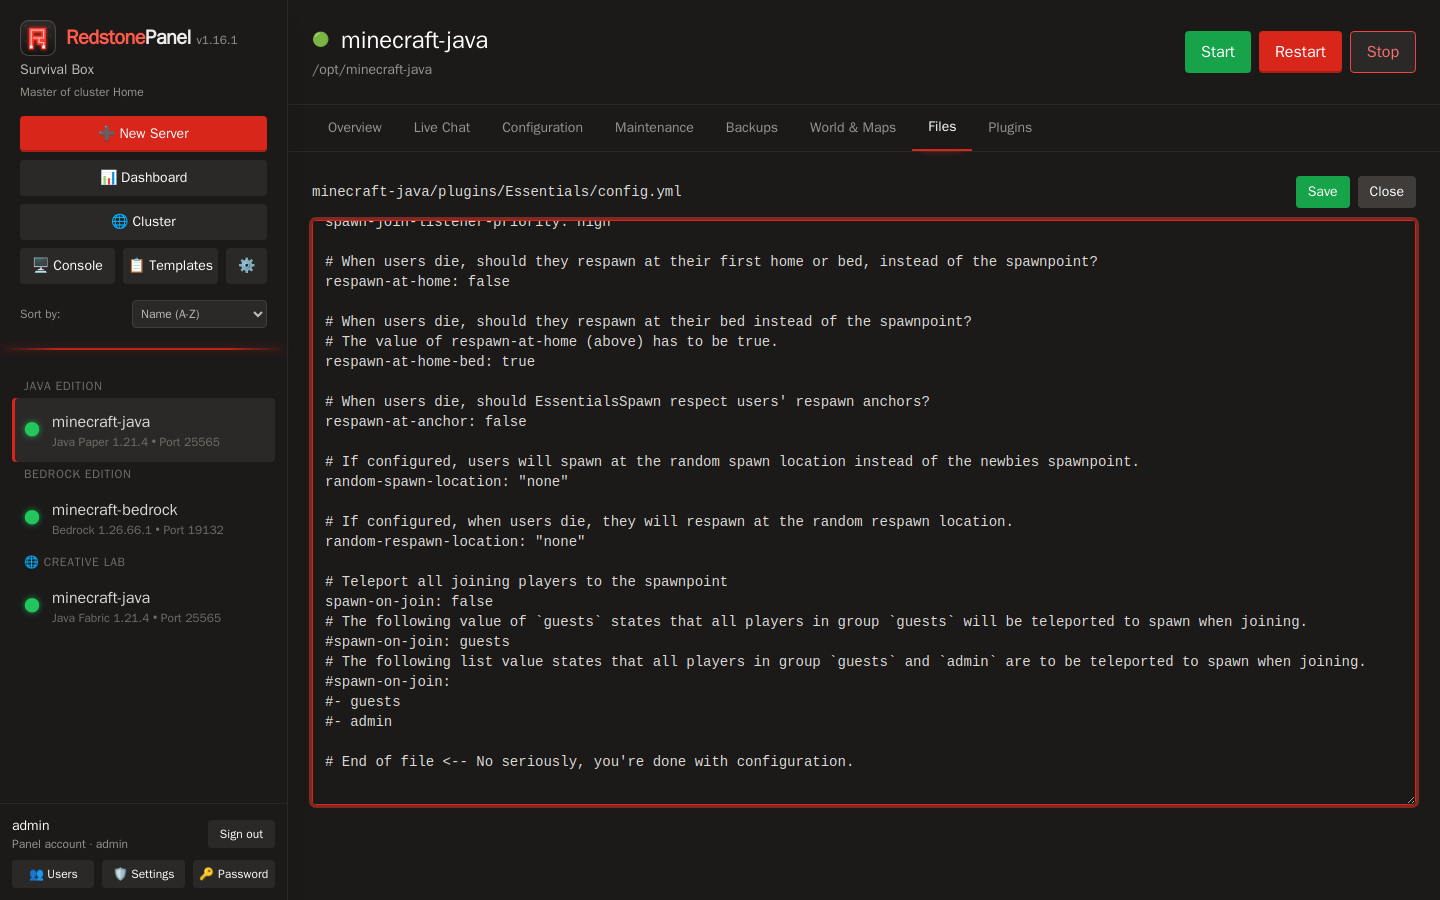 RedstonePanel v1.16.1
Survival Box
Master of cluster Home
➕ New Server
📊 Dashboard
🌐 Cluster
🖥️ Console
📋 Templates
⚙️
Sort by:
Name (A-Z)
JAVA EDITION
minecraft-java
Java Paper 1.21.4 • Port 25565
BEDROCK EDITION
minecraft-bedrock
Bedrock 1.26.66.1 • Port 19132
🌐 CREATIVE LAB
minecraft-java
Java Fabric 1.21.4 • Port 25565
admin
Panel account · admin
Sign out
👥 Users
🛡️ Settings
🔑 Password
minecraft-java
/opt/minecraft-java
Start
Restart
Stop
Overview
Live Chat
Configuration
Maintenance
Backups
World & Maps
Files
Plugins
minecraft-java/plugins/Essentials/config.yml
Save
Close
spawn-join-listener-priority: high
# When users die, should they respawn at their first home or bed, instead of the spawnpoint?
respawn-at-home: false
# When users die, should they respawn at their bed instead of the spawnpoint?
# The value of respawn-at-home (above) has to be true.
respawn-at-home-bed: true
# When users die, should EssentialsSpawn respect users' respawn anchors?
respawn-at-anchor: false
# If configured, users will spawn at the random spawn location instead of the newbies spawnpoint.
random-spawn-location: "none"
# If configured, when users die, they will respawn at the random respawn location.
random-respawn-location: "none"
# Teleport all joining players to the spawnpoint
spawn-on-join: false
# The following value of `guests` states that all players in group `guests` will be teleported to spawn when joining.
#spawn-on-join: guests
# The following list value states that all players in group `guests` and `admin` are to be teleported to spawn when joining.
#spawn-on-join:
#- guests
#- admin
# End of file <-- No seriously, you're done with configuration.